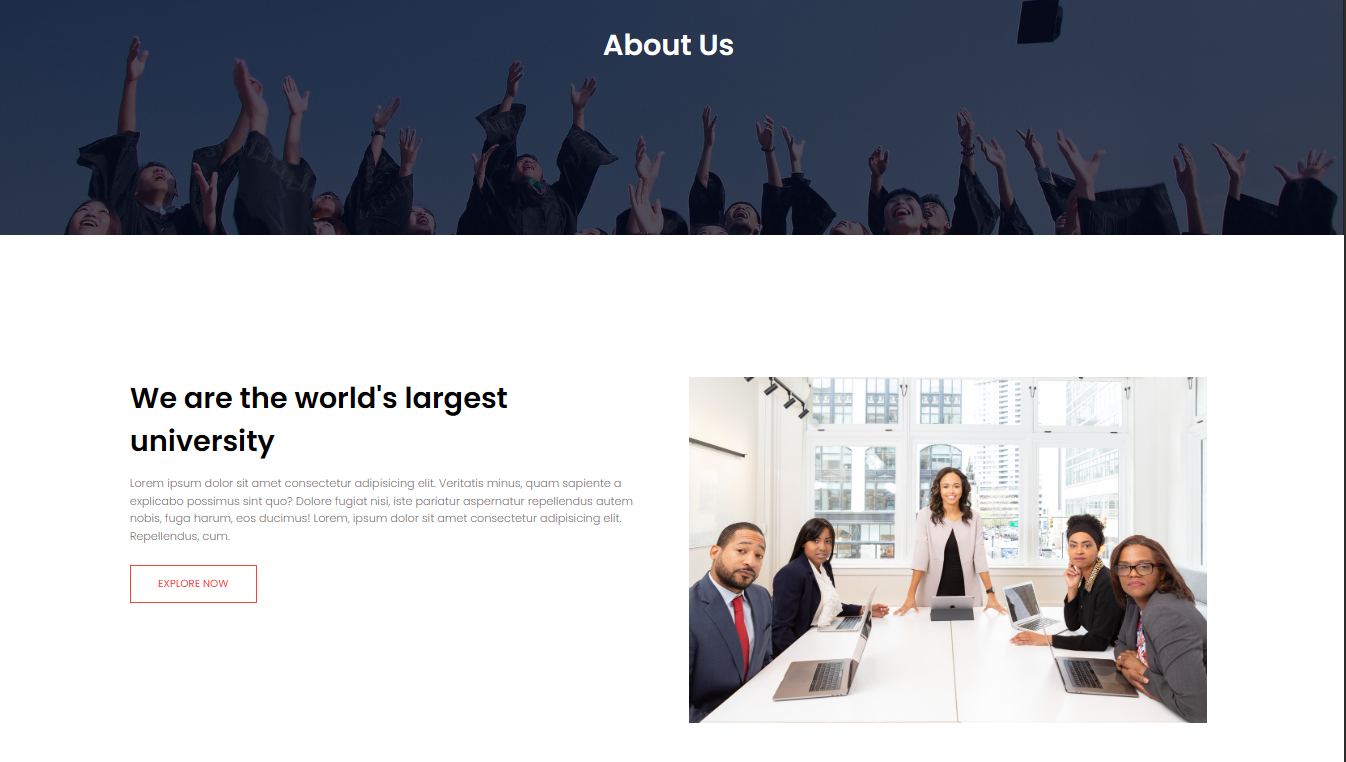 About Us
We are the world's largest
university
Lorem ipsum dolor sit amet consectetur adipisicing elit. Veritatis minus, quam sapiente a
explicabo possimus sint quo? Dolore fugiat nisi, iste pariatur aspernatur repellendus autem
nobis, fuga harum, eos ducimus! Lorem, ipsum dolor sit amet consectetur adipisicing elit.
Repellendus, cum.
EXPLORE NOW